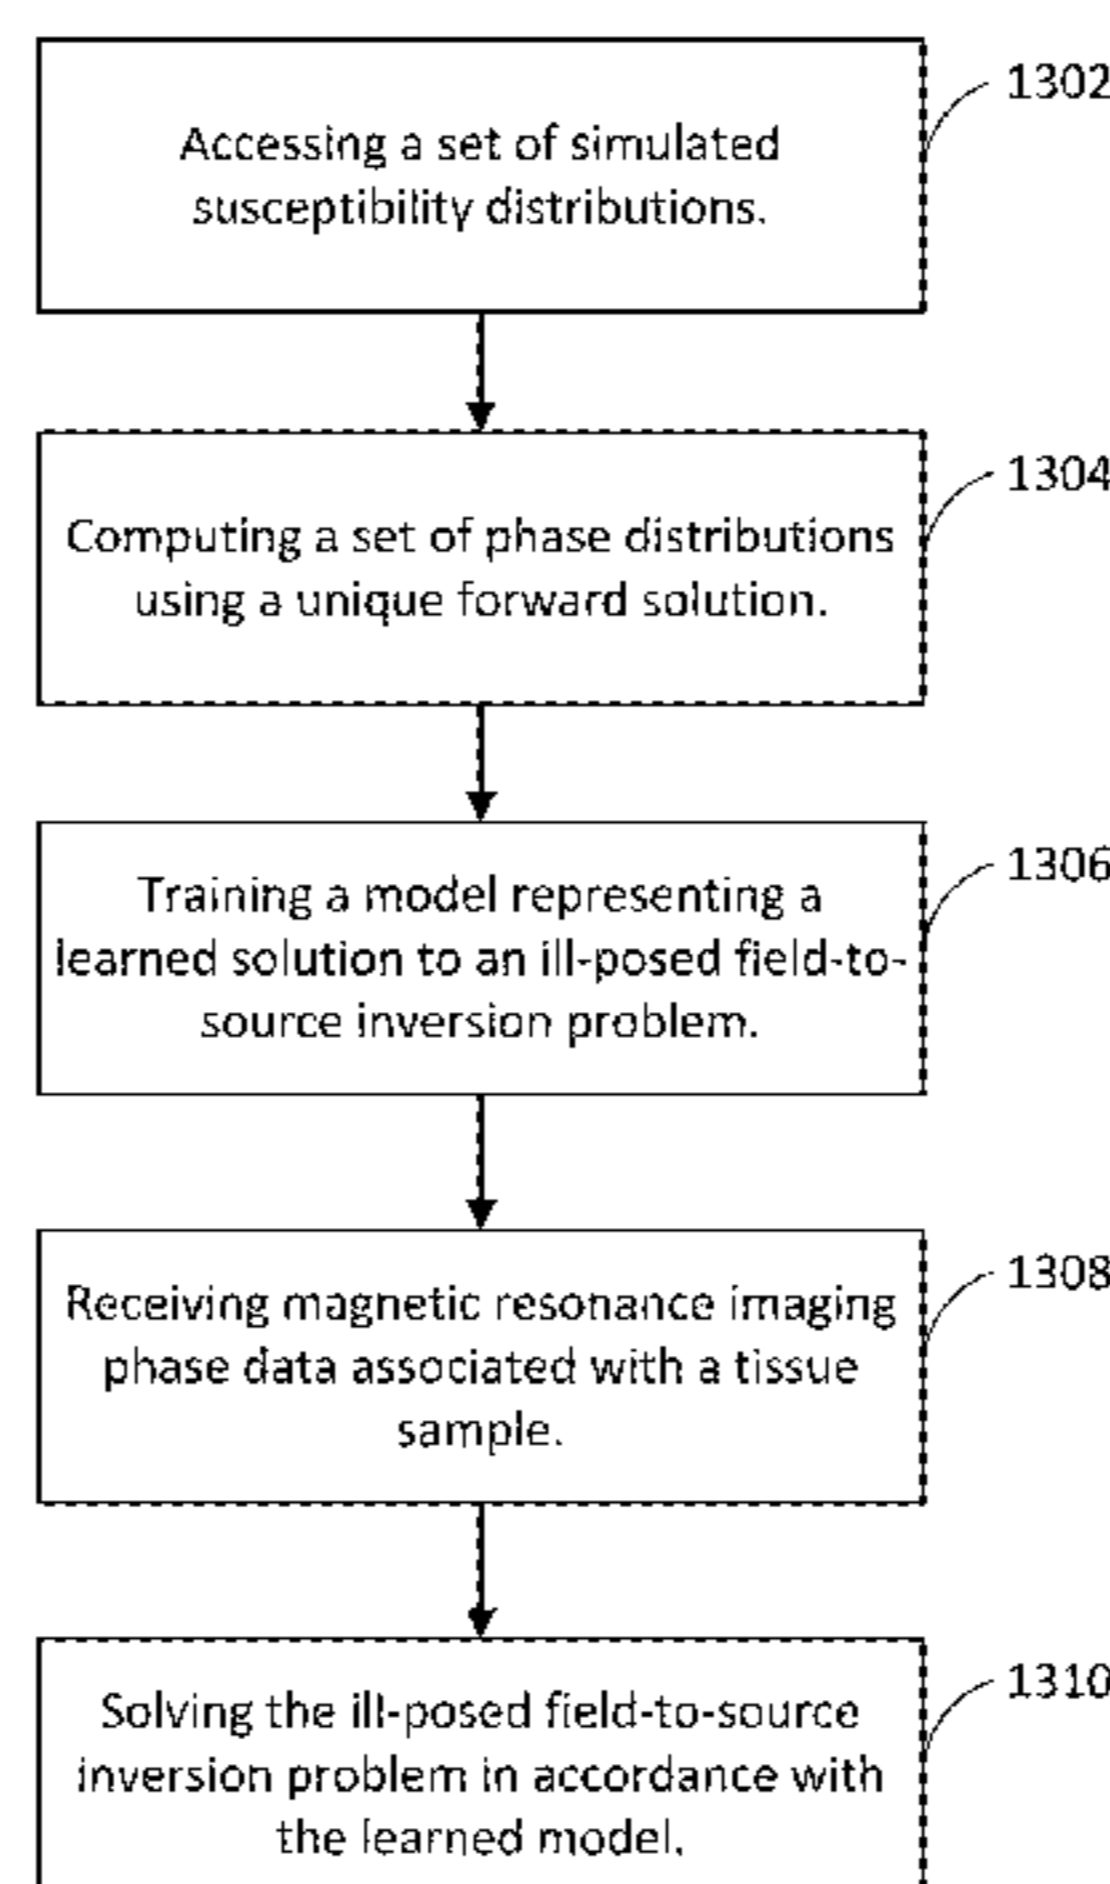 1302
Accessing a set of simulated
susceptibility distributions.
1304
Computing a set of phase distributions
using a unique forward solution.
1306
Training a model representing a
learned solution to an ill-posed field-to-
source inversion problem.
1308
Receiving magnetic resonance imaging
phase data associated with a tissue
sample.
1310
Solving the ill-posed field-to-source
inversion problem in accordance with
the learned model.